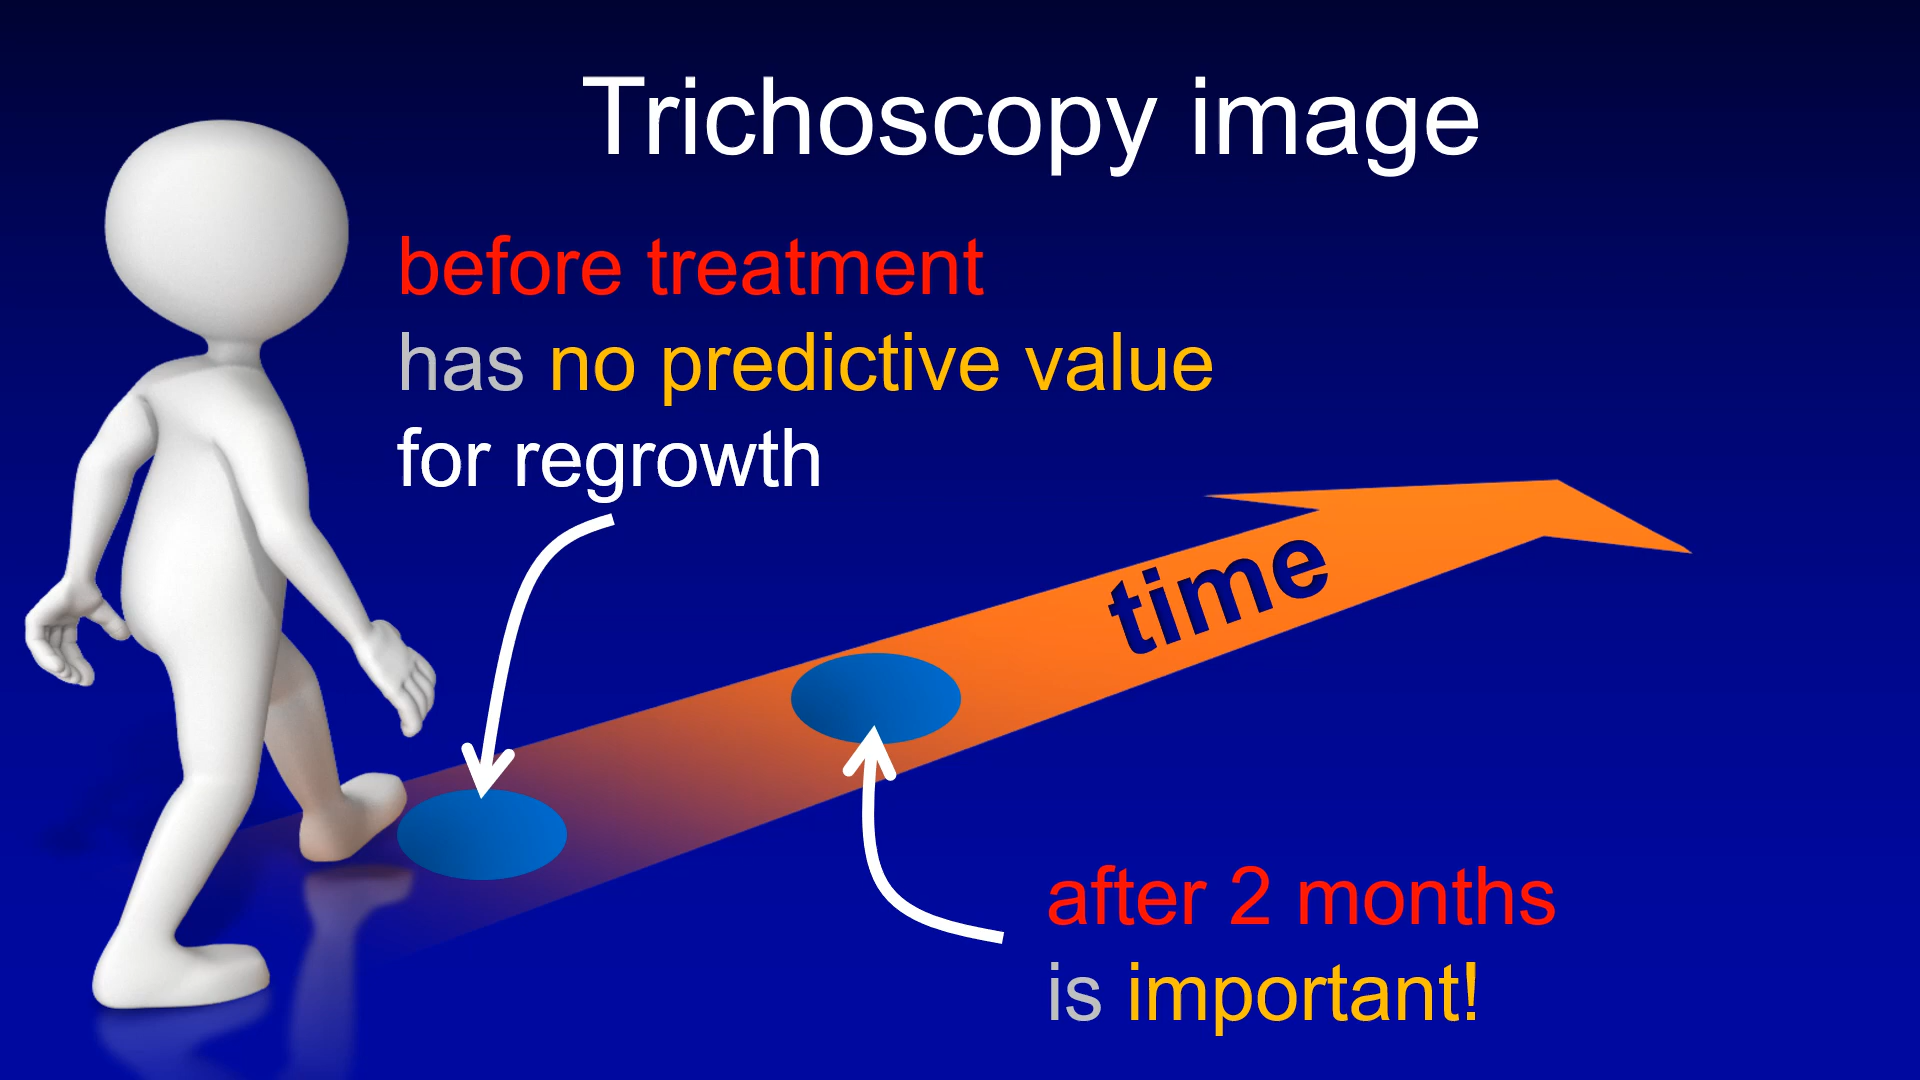 Trichoscopy image
before treatment
has no predictive value
for regrowth
time
after 2 months
is important!